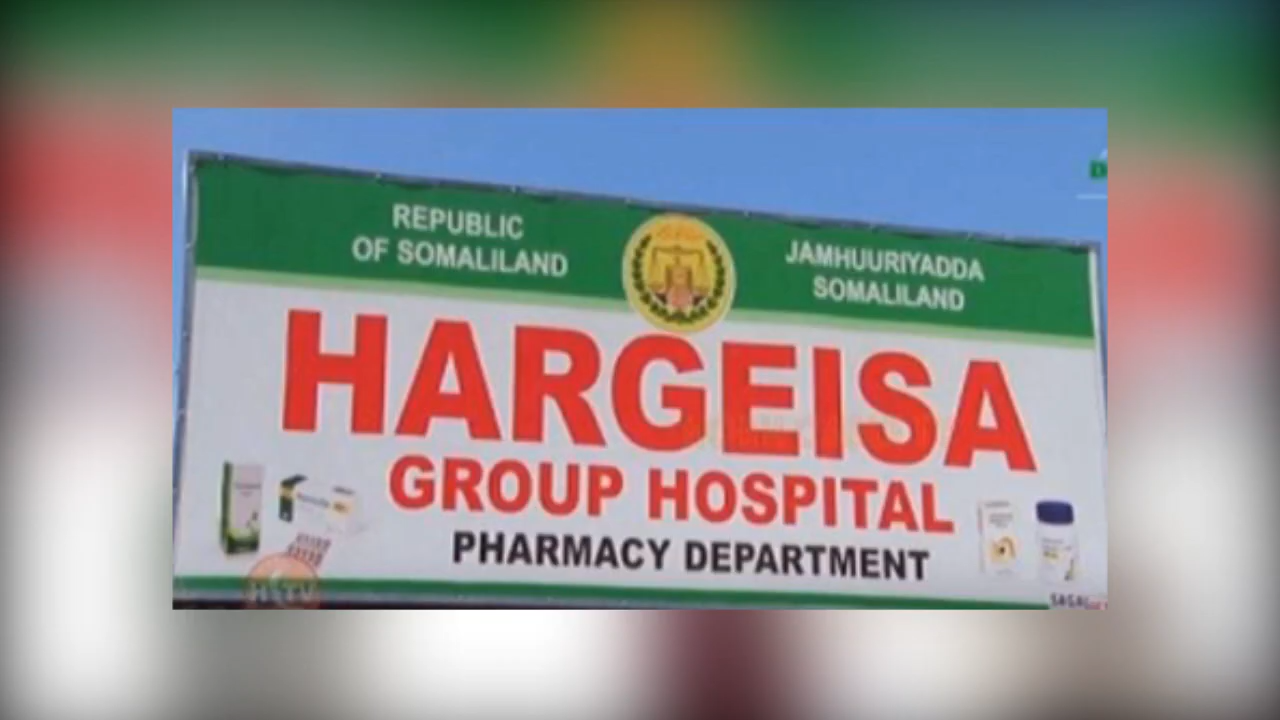 REPUBLIC
OF SOMALILAND
JAMHUURIYADDA
SOMALILAND
HARGEISA
GROUP HOSPITAL
PHARMACY DEPARTMENT